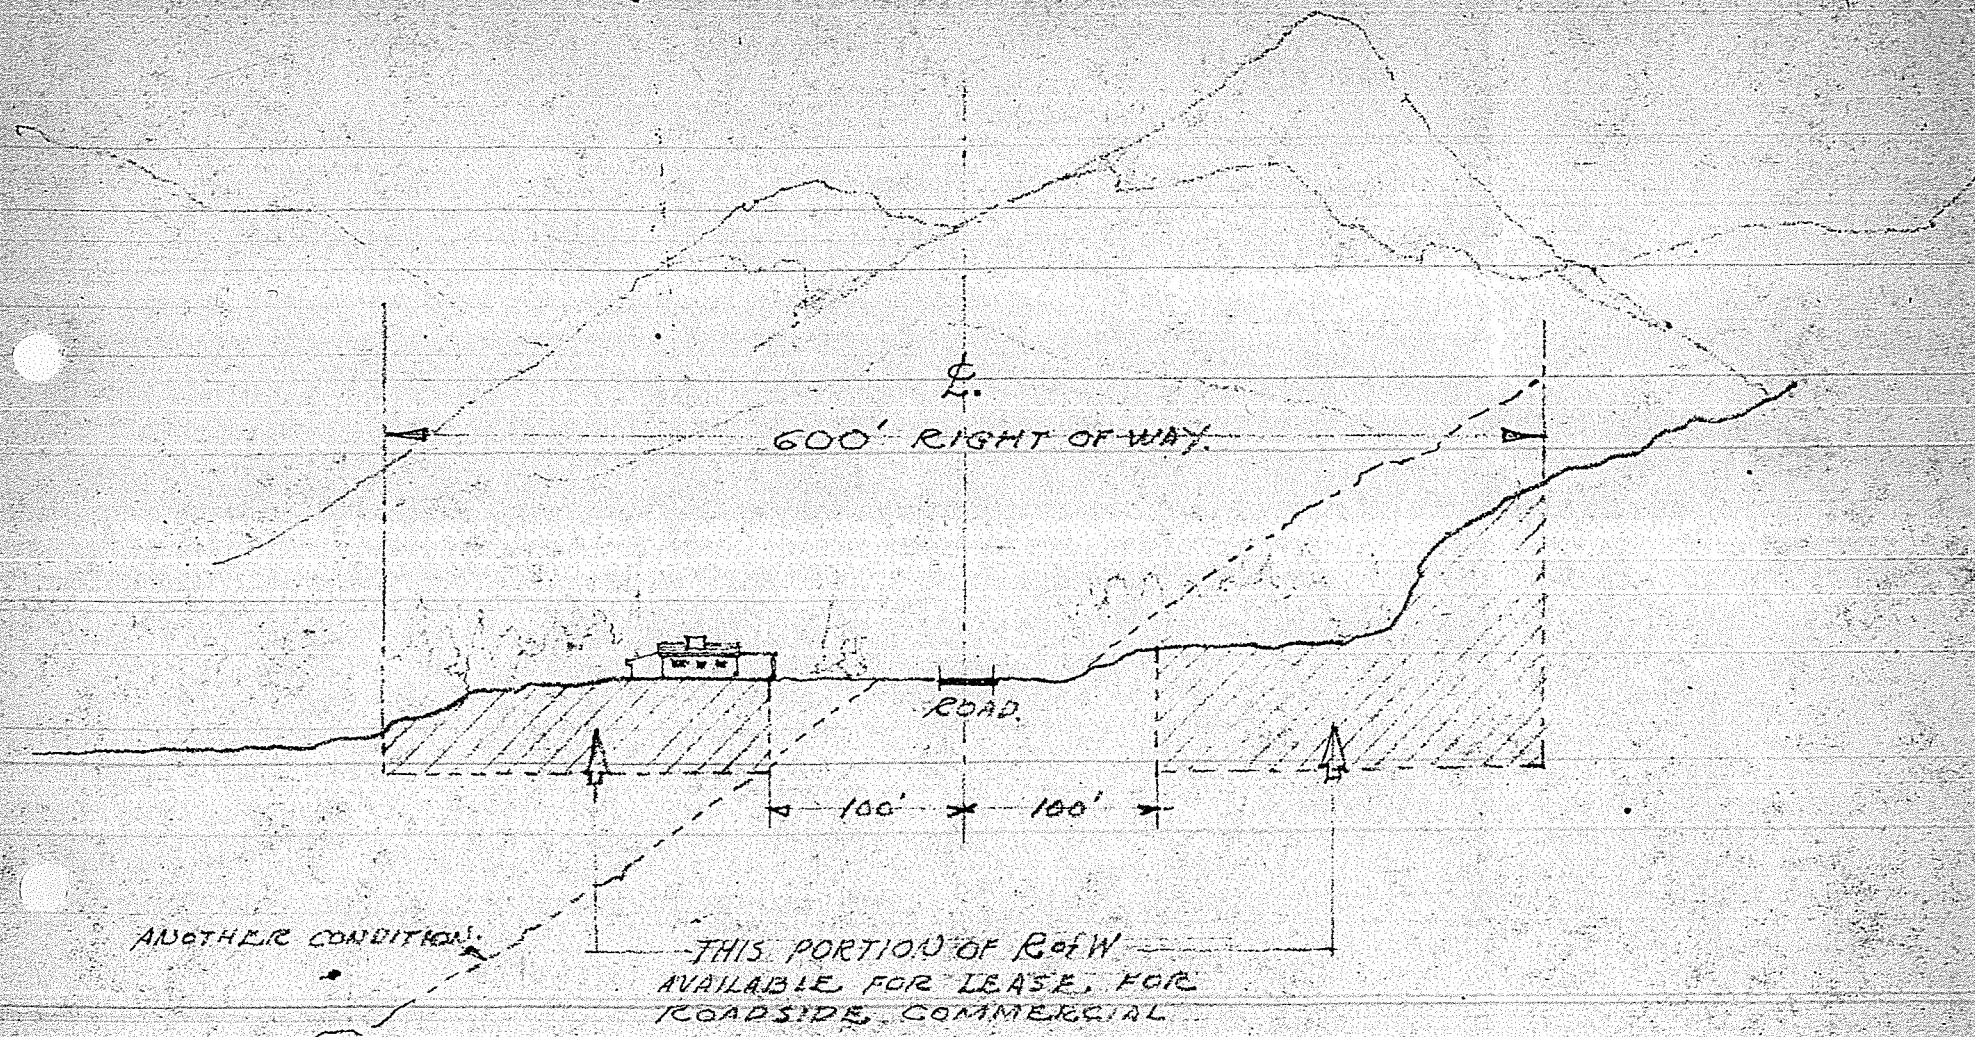 ℄.
600' RIGHT OF WAY.
ROAD.
100' 100'
ANOTHER CONDITION.
THIS PORTION OF R of W
AVAILABLE FOR LEASE, FOR
ROADSIDE, COMMERCIAL